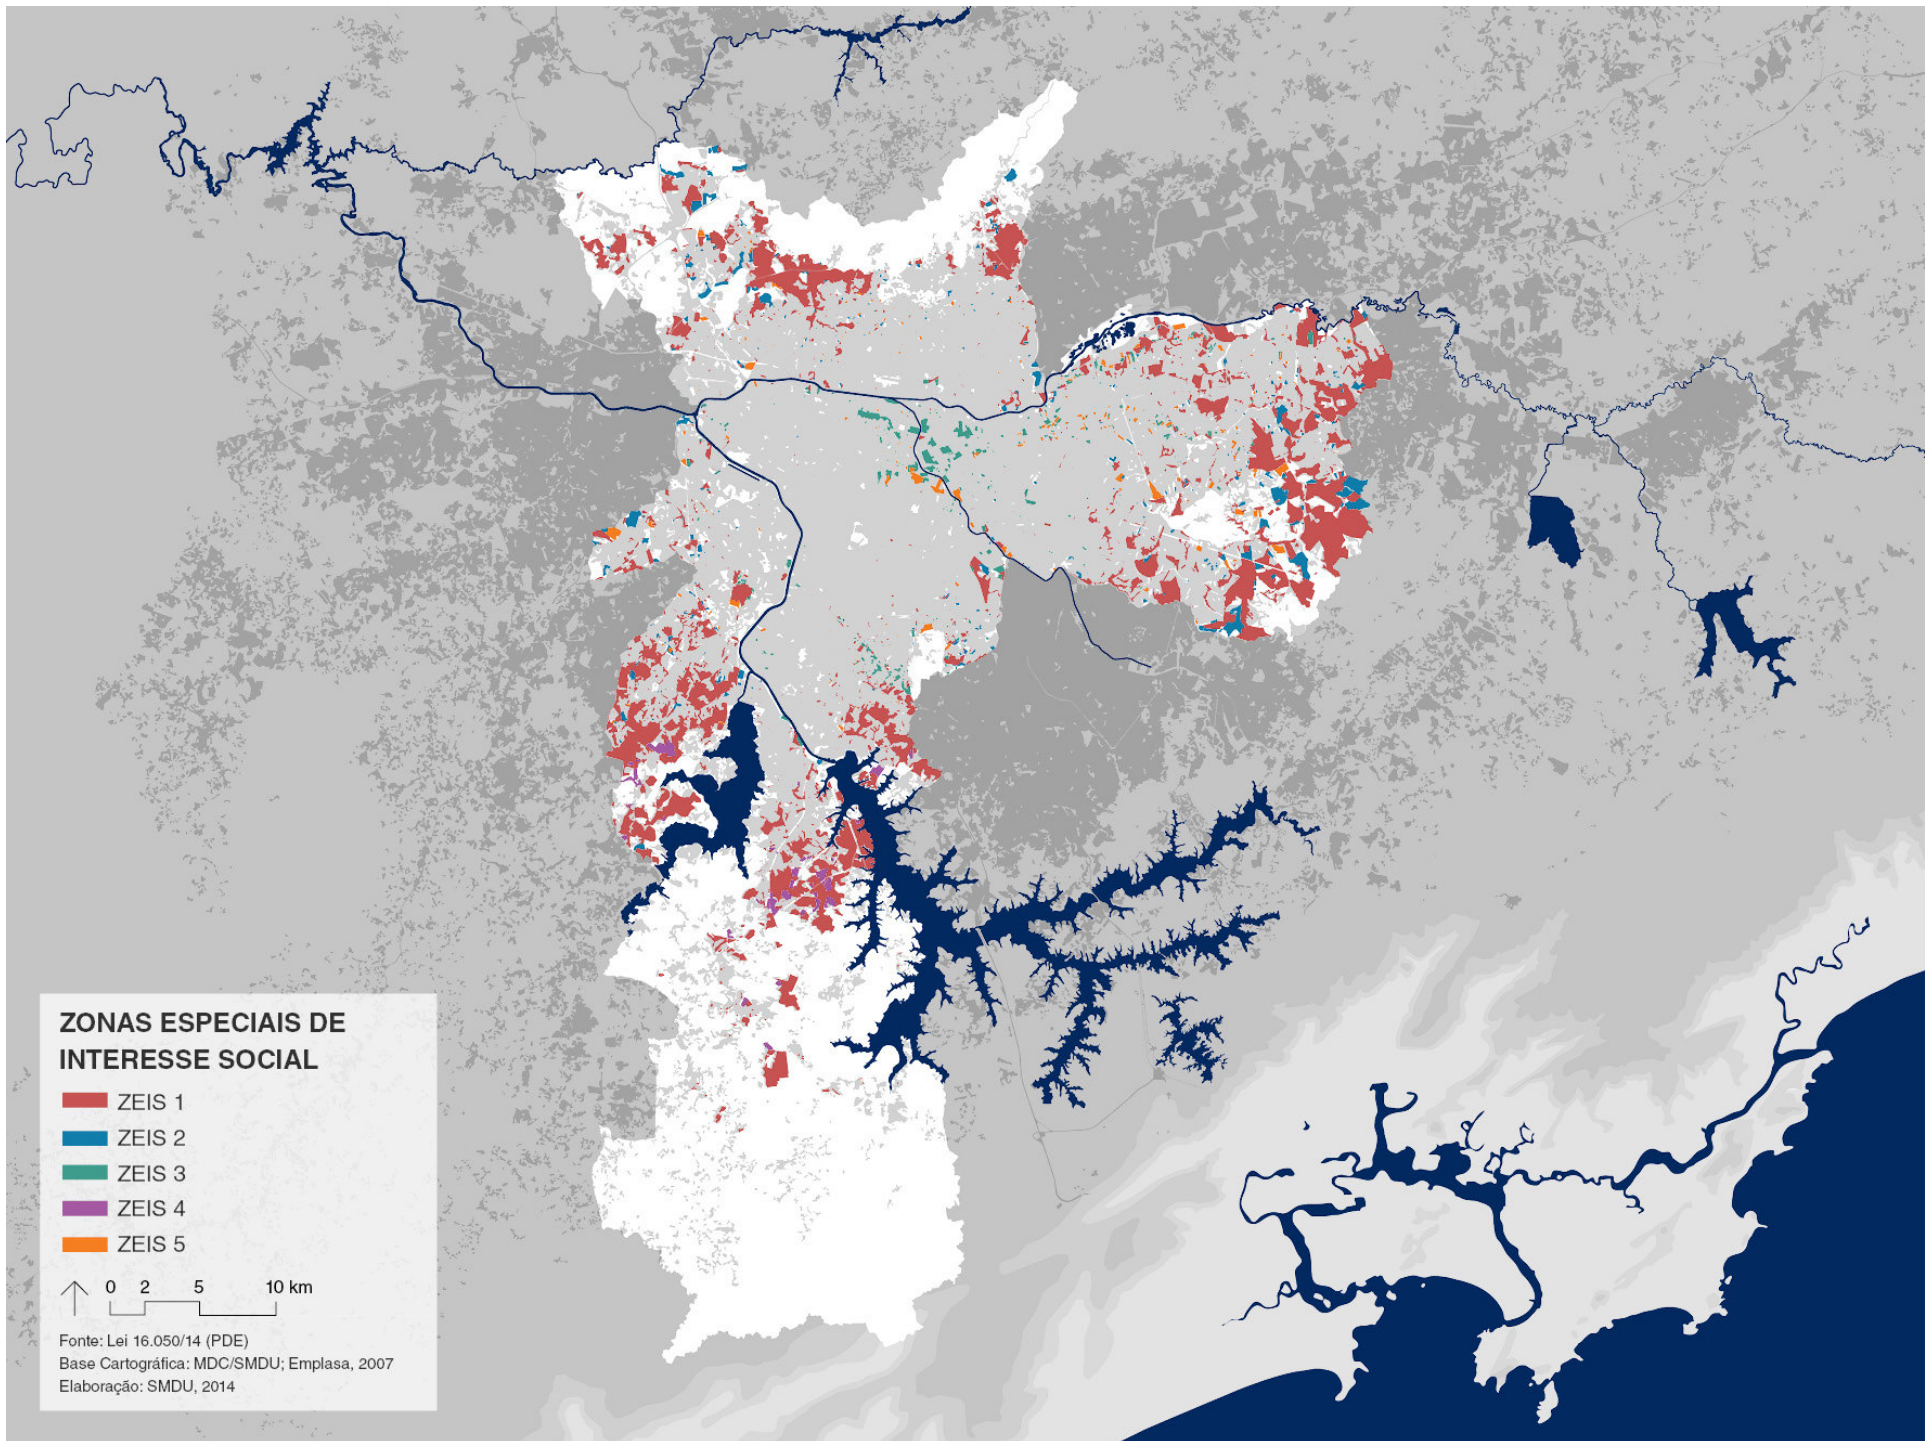 ZONAS ESPECIAIS DE
INTERESSE SOCIAL
ZEIS 1
ZEIS 2
ZEIS 3
ZEIS 4
ZEIS 5
0 2 5 10 km
Fonte: Lei 16.050/14 (PDE)
Base Cartográfica: MDC/SMDU; Emplasa, 2007
Elaboração: SMDU, 2014